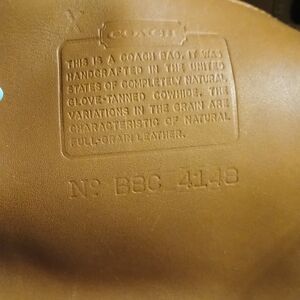 X
COACH
THIS IS A COACH BAG. IT WAS
HANDCRAFTED IN THE UNITED
STATES OF COMPLETELY NATURAL
GLOVE-TANNED COWHIDE. THE
VARIATIONS IN THE GRAIN ARE
CHARACTERISTIC OF NATURAL
FULL-GRAIN LEATHER.
Nº B8C 4148